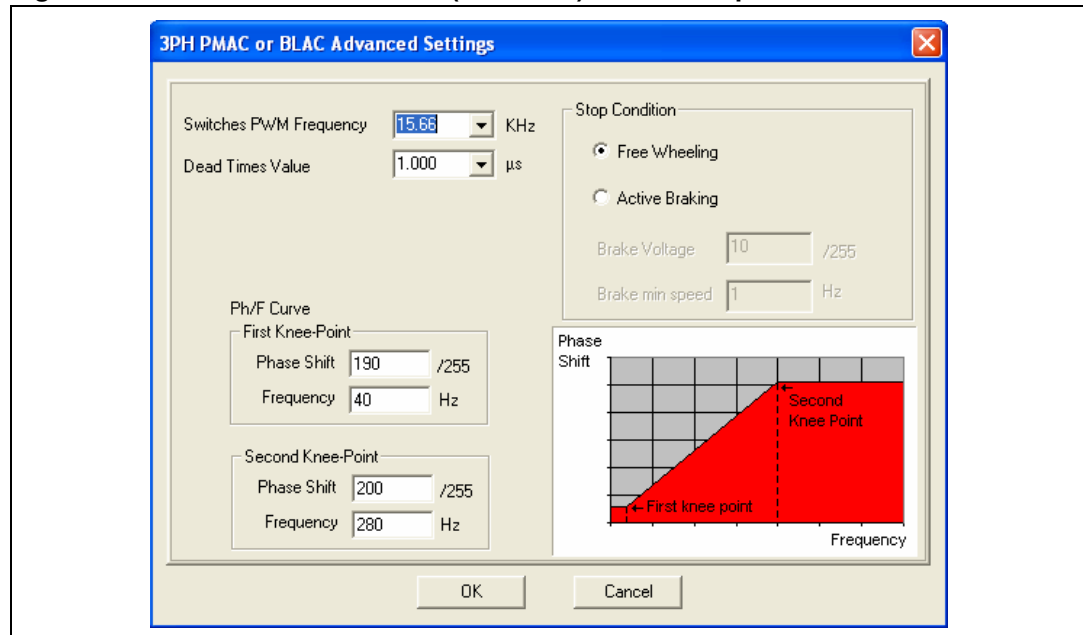 3PH PMAC or BLAC Advanced Settings
Switches PWM Frequency 15.66 KHz
Dead Times Value 1.000 µs
Stop Condition
Free Wheeling
Active Braking
Brake Voltage 10 /255
Brake min speed 1 Hz
Ph/F Curve
First Knee-Point
Phase Shift 190 /255
Frequency 40 Hz
Second Knee-Point
Phase Shift 200 /255
Frequency 280 Hz
Phase
Shift
Second
Knee Point
First knee point
Frequency
OK Cancel